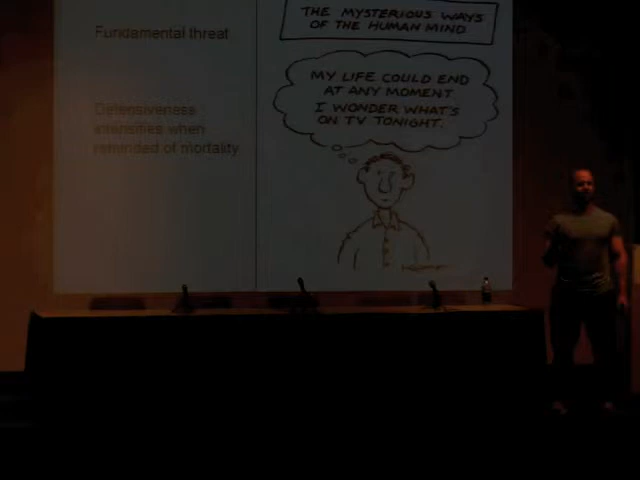 Fundamental threat
Defensiveness
intensifies when
reminded of mortality
THE MYSTERIOUS WAYS
OF THE HUMAN MIND
MY LIFE COULD END
AT ANY MOMENT.
I WONDER WHAT'S
ON TV TONIGHT.